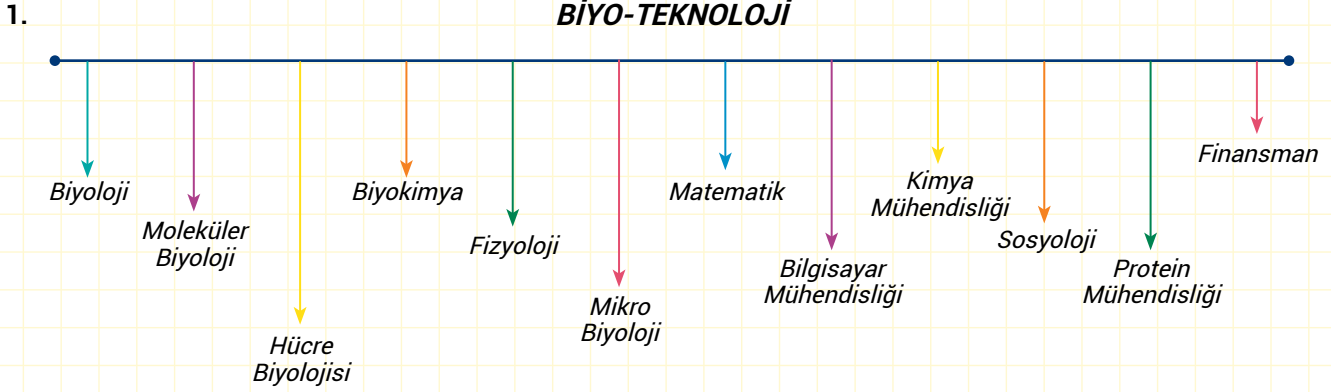 1.
BİYO-TEKNOLOJİ
Biyoloji
Moleküler
Biyoloji
Hücre
Biyolojisi
Biyokimya
Fizyoloji
Mikro
Biyoloji
Matematik
Bilgisayar
Mühendisliği
Kimya
Mühendisliği
Sosyoloji
Protein
Mühendisliği
Finansman